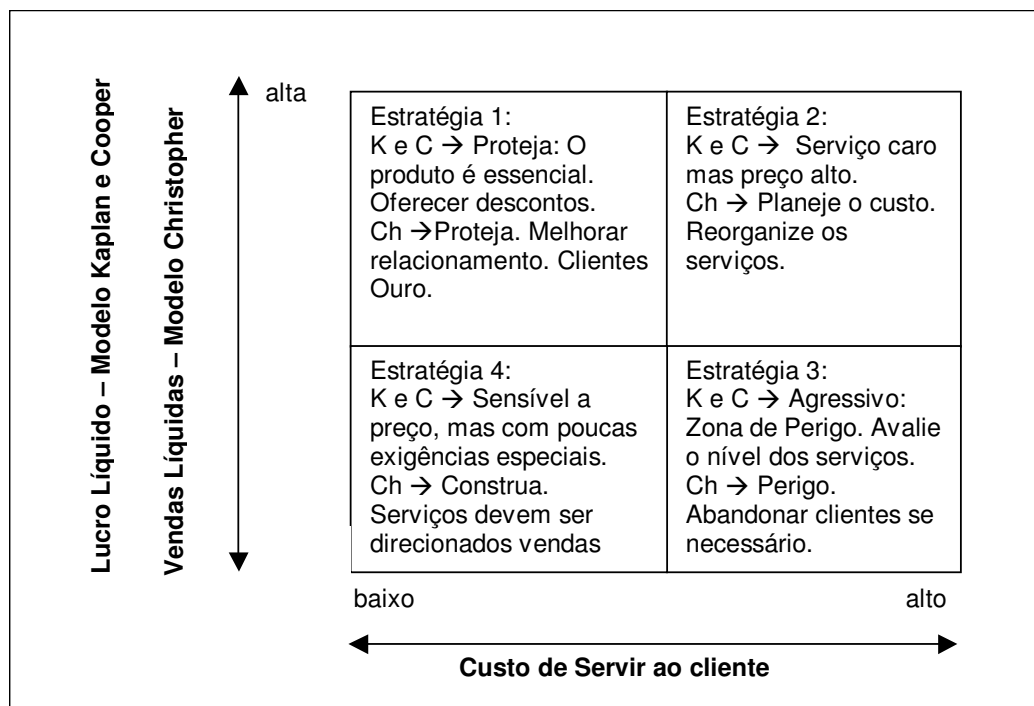 Lucro Líquido – Modelo Kaplan e Cooper
Vendas Líquidas – Modelo Christopher
alta
Estratégia 1:
K e C → Proteja: O
produto é essencial.
Oferecer descontos.
Ch →Proteja. Melhorar
relacionamento. Clientes
Ouro.
Estratégia 2:
K e C → Serviço caro
mas preço alto.
Ch → Planeje o custo.
Reorganize os
serviços.
Estratégia 4:
K e C → Sensível a
preço, mas com poucas
exigências especiais.
Ch → Construa.
Serviços devem ser
direcionados vendas
Estratégia 3:
K e C → Agressivo:
Zona de Perigo. Avalie
o nível dos serviços.
Ch → Perigo.
Abandonar clientes se
necessário.
baixo
alto
Custo de Servir ao cliente